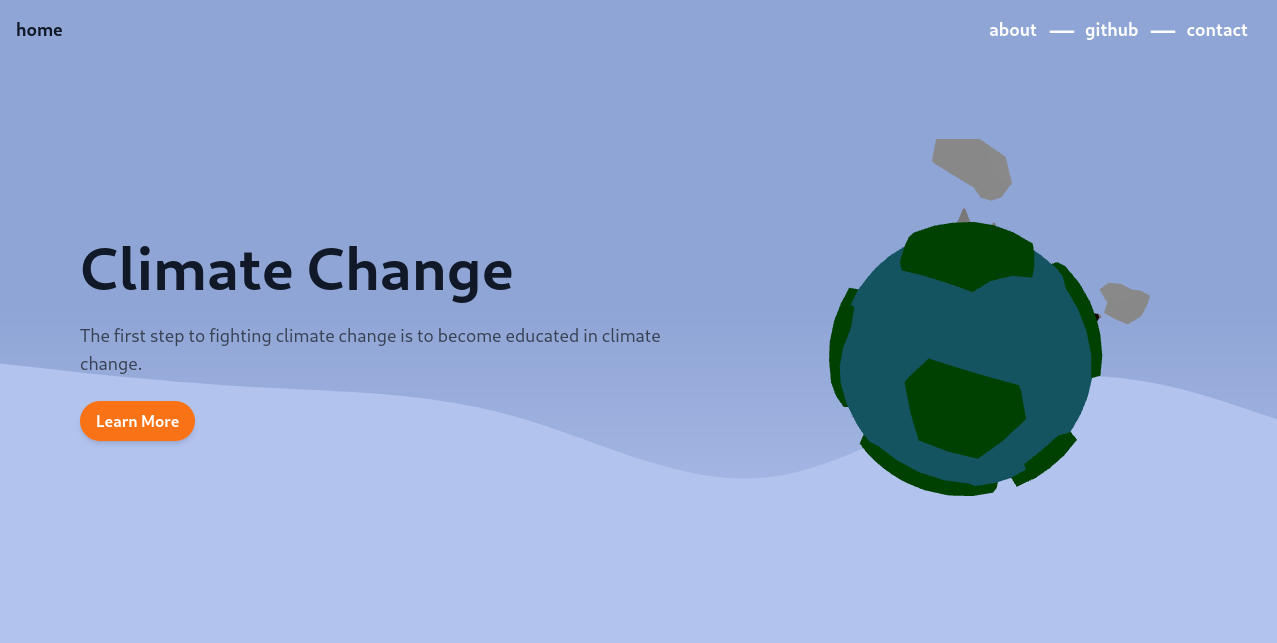 home
about — github — contact
Climate Change
The first step to fighting climate change is to become educated in climate
change.
Learn More